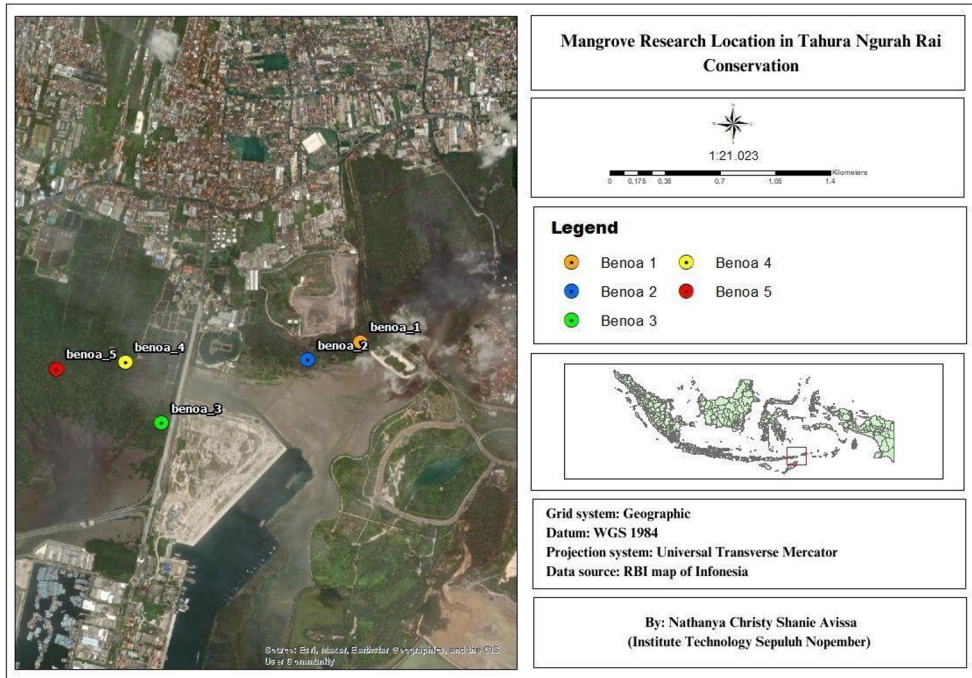 Mangrove Research Location in Tahura Ngurah Rai
Conservation
N
W E
S
1:21.023
Kilometers
0 0,175 0,35 0,7 1,05 1,4
Legend
Benoa 1
Benoa 2
Benoa 3
Benoa 4
Benoa 5
benoa_1
benoa_2
benoa_5
benoa_4
benoa_3
Source: Esri, Maxar, Earthstar Geographics, and the GIS
User Community
Grid system: Geographic
Datum: WGS 1984
Projection system: Universal Transverse Mercator
Data source: RBI map of Infonesia
By: Nathanya Christy Shanie Avissa
(Institute Technology Sepuluh Nopember)